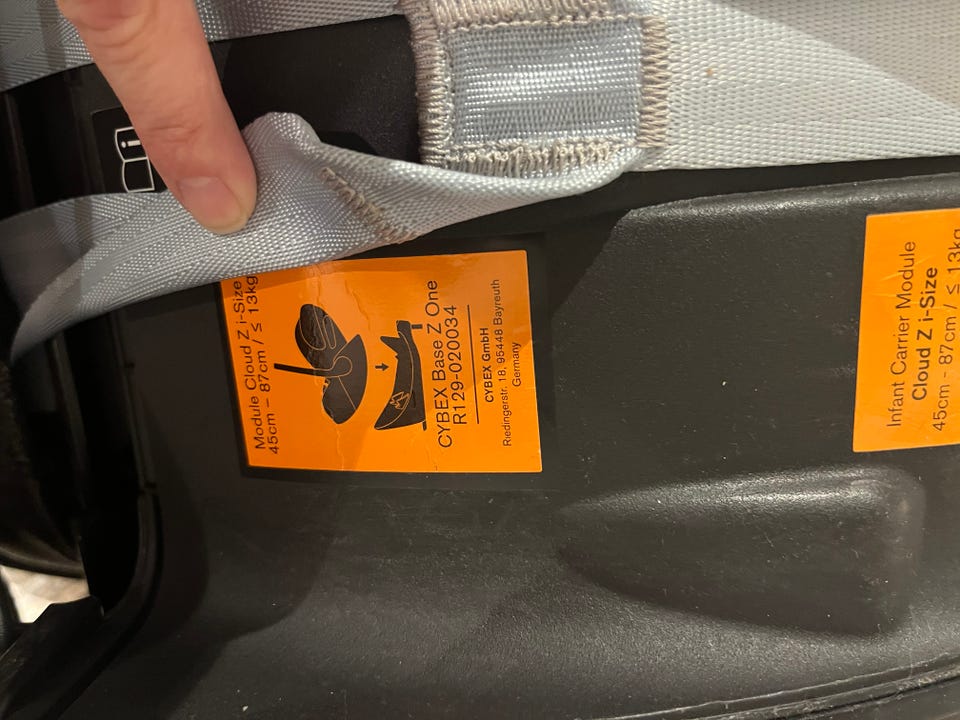 Module Cloud Z i-Size
45cm – 87cm / ≤ 13kg
CYBEX Base Z One
R129-020034
CYBEX GmbH
Riedingerstr. 18, 95448 Bayreuth
Germany
Infant Carrier Module
Cloud Z i-Size
45cm – 87cm / ≤ 13kg